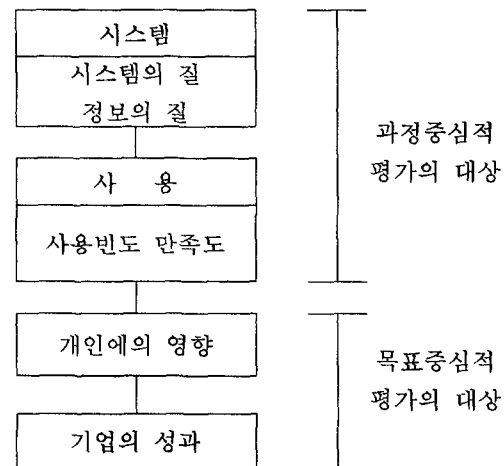 시스템
시스템의 질
정보의 질
사 용
사용빈도 만족도
개인에의 영향
기업의 성과
과정중심적
평가의 대상
목표중심적
평가의 대상